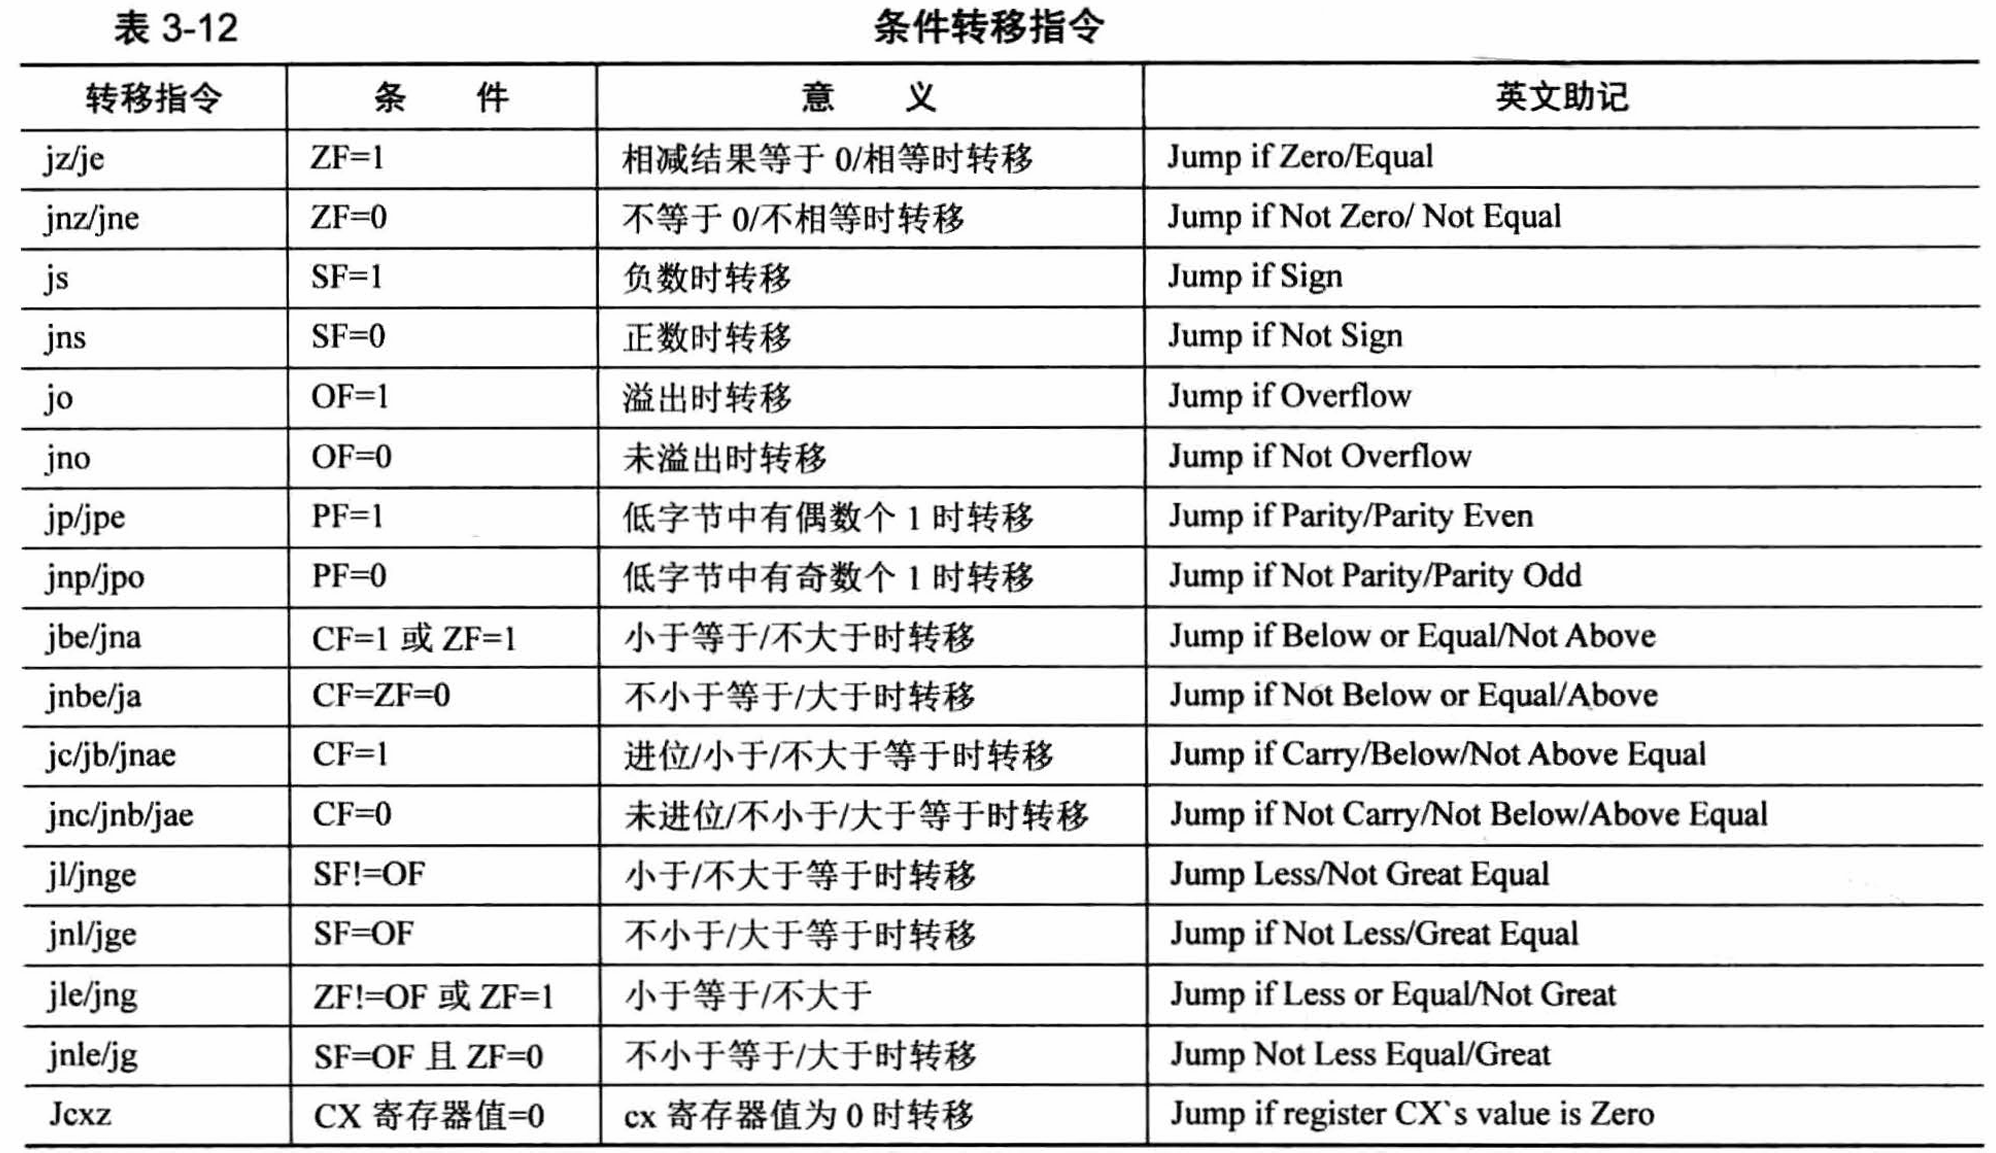 表 3-12 条件转移指令
转移指令 条 件 意 义 英文助记
jz/je ZF=1 相减结果等于 0/相等时转移 Jump if Zero/Equal
jnz/jne ZF=0 不等于 0/不相等时转移 Jump if Not Zero/ Not Equal
js SF=1 负数时转移 Jump if Sign
jns SF=0 正数时转移 Jump if Not Sign
jo OF=1 溢出时转移 Jump if Overflow
jno OF=0 未溢出时转移 Jump if Not Overflow
jp/jpe PF=1 低字节中有偶数个 1 时转移 Jump if Parity/Parity Even
jnp/jpo PF=0 低字节中有奇数个 1 时转移 Jump if Not Parity/Parity Odd
jbe/jna CF=1 或 ZF=1 小于等于/不大于时转移 Jump if Below or Equal/Not Above
jnbe/ja CF=ZF=0 不小于等于/大于时转移 Jump if Not Below or Equal/Above
jc/jb/jnae CF=1 进位/小于/不大于等于时转移 Jump if Carry/Below/Not Above Equal
jnc/jnb/jae CF=0 未进位/不小于/大于等于时转移 Jump if Not Carry/Not Below/Above Equal
jl/jnge SF!=OF 小于/不大于等于时转移 Jump Less/Not Great Equal
jnl/jge SF=OF 不小于/大于等于时转移 Jump if Not Less/Great Equal
jle/jng ZF!=OF 或 ZF=1 小于等于/不大于 Jump if Less or Equal/Not Great
jnle/jg SF=OF 且 ZF=0 不小于等于/大于时转移 Jump Not Less Equal/Great
Jcxz CX 寄存器值=0 cx 寄存器值为 0 时转移 Jump if register CX`s value is Zero